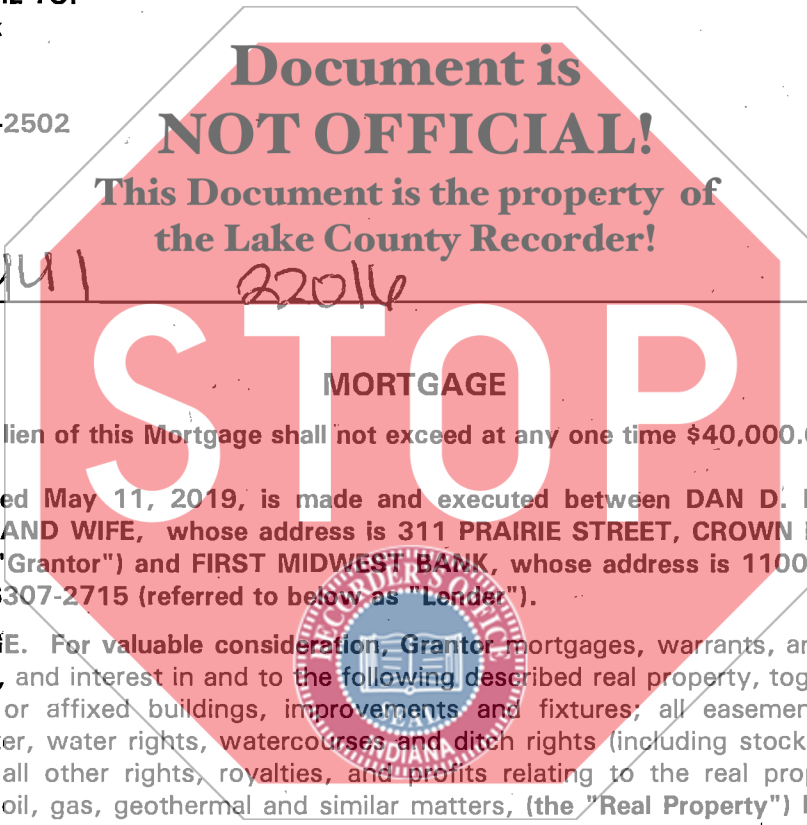 Document is
NOT OFFICIAL!
-2502
This Document is the property of
the Lake County Recorder!
441 22016
STOP
MORTGAGE
lien of this Mortgage shall not exceed at any one time $40,000.
ed May 11, 2019, is made and executed between DAN D.
AND WIFE, whose address is 311 PRAIRIE STREET, CROWN
"Grantor") and FIRST MIDWEST BANK, whose address is 1100
307-2715 (referred to below as "Lender").
E. For valuable consideration, Grantor mortgages, warrants,
, and interest in and to the following described real property,
or affixed buildings, improvements and fixtures; all
er, water rights, watercourses and ditch rights (including stock
all other rights, royalties, and profits relating to the real
oil, gas, geothermal and similar matters, (the "Real Property")
RECORDER'S OFFICE
SEAL
INDIANA